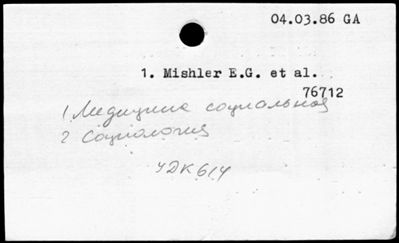 04.03.86 GA
1. Mishler E.G. et al.
76712
1 Медицина социальная
2 Социология
УДК 614